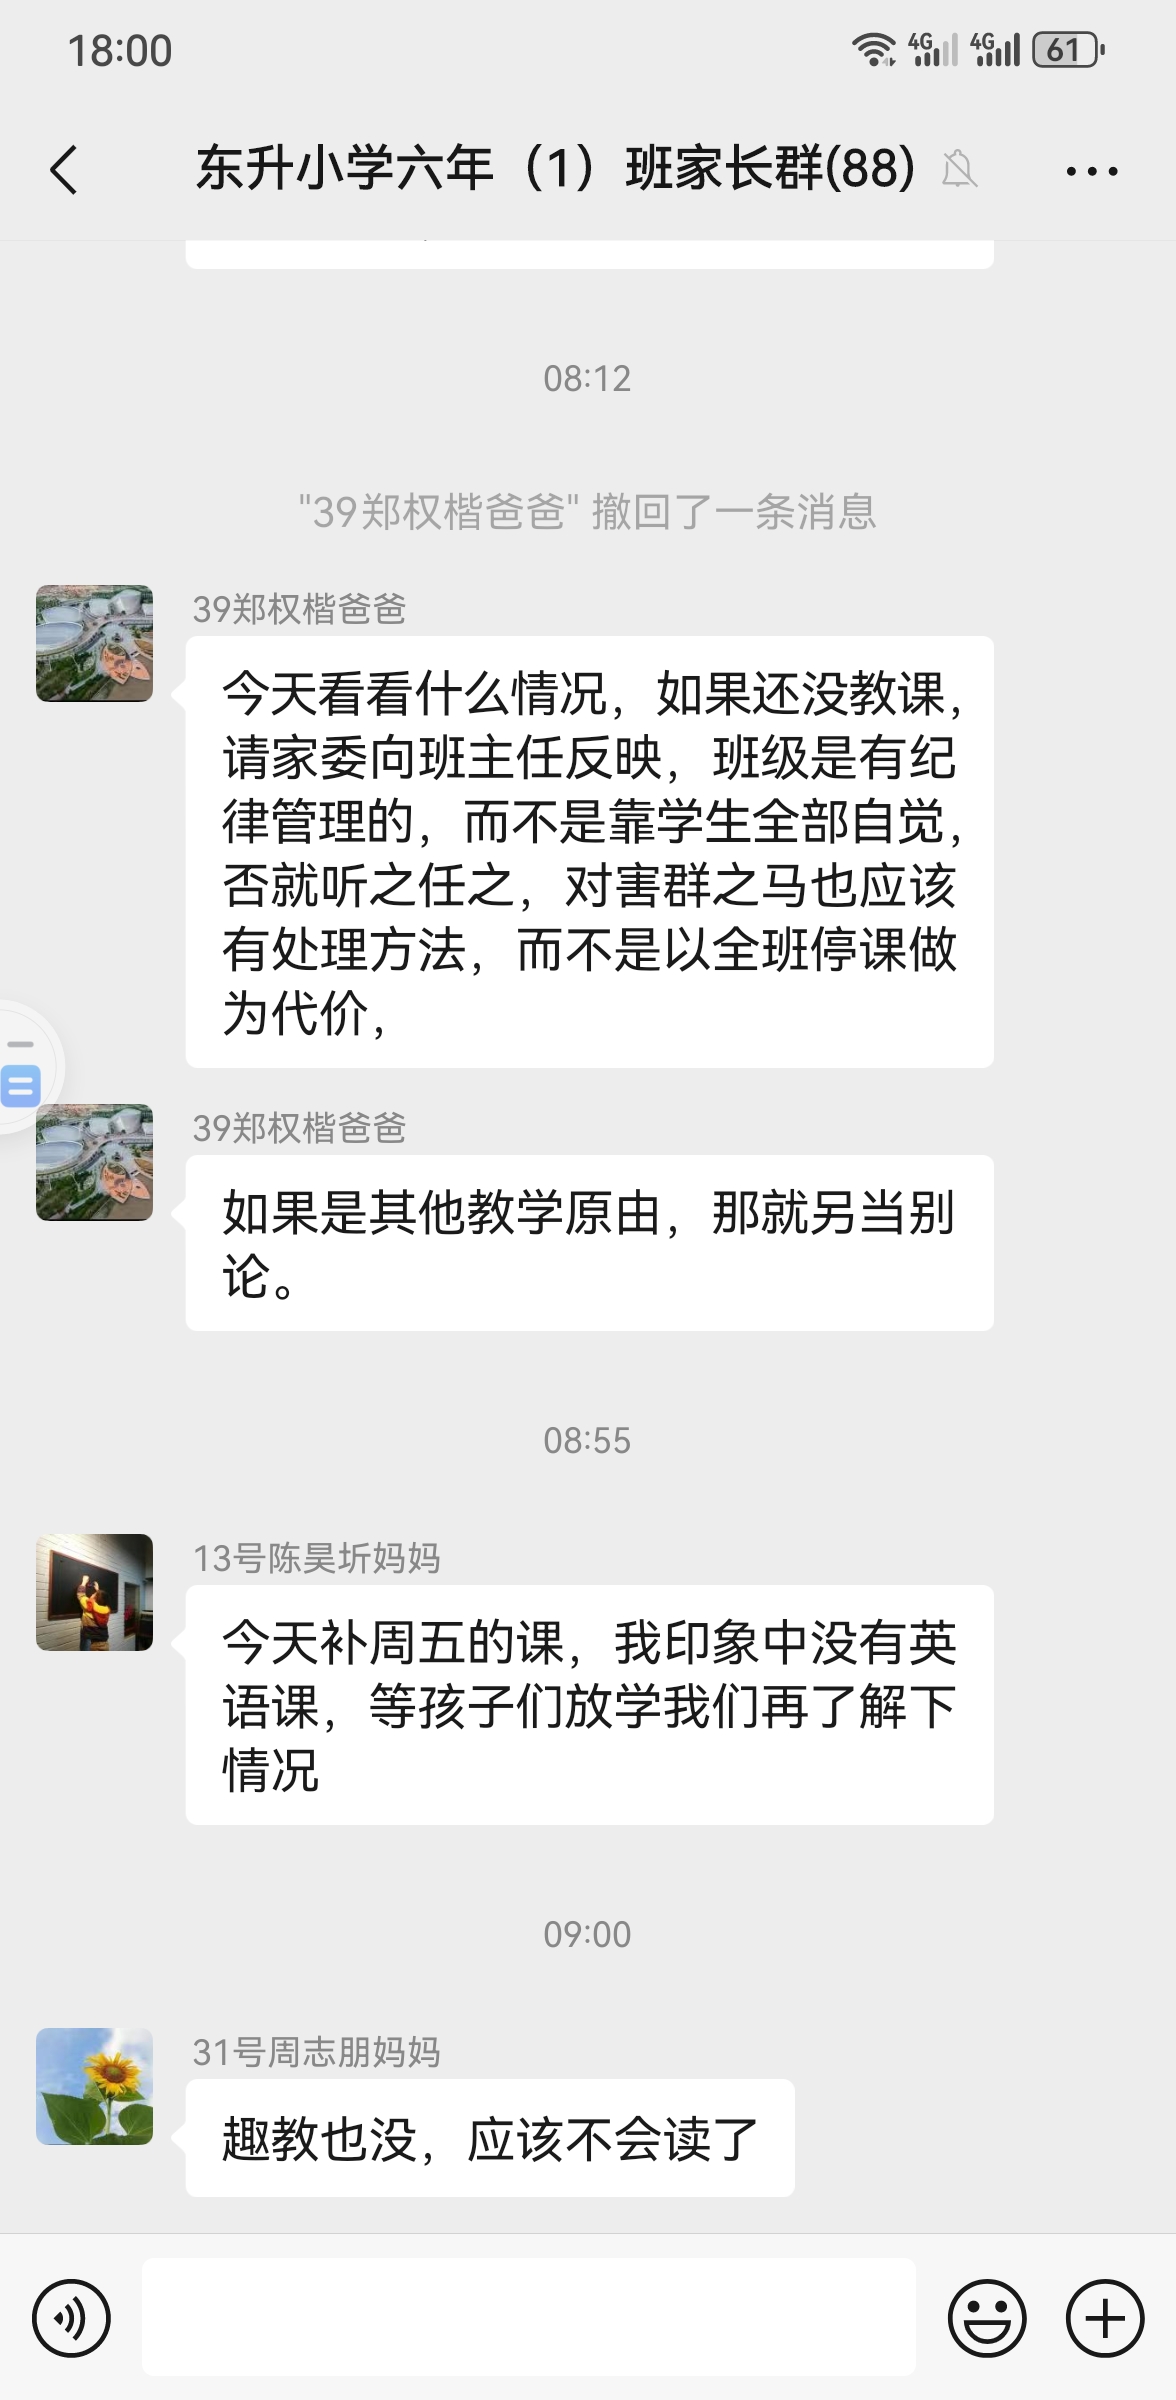 18:00
4G
4G
61
东升小学六年（1）班家长群(88)
08:12
"39郑权楷爸爸" 撤回了一条消息
39郑权楷爸爸
今天看看什么情况，如果还没教课，
请家委向班主任反映，班级是有纪
律管理的，而不是靠学生全部自觉，
否就听之任之，对害群之马也应该
有处理方法，而不是以全班停课做
为代价，
39郑权楷爸爸
如果是其他教学原由，那就另当别
论。
08:55
13号陈昊圻妈妈
今天补周五的课，我印象中没有英
语课，等孩子们放学我们再了解下
情况
09:00
31号周志朋妈妈
趣教也没，应该不会读了